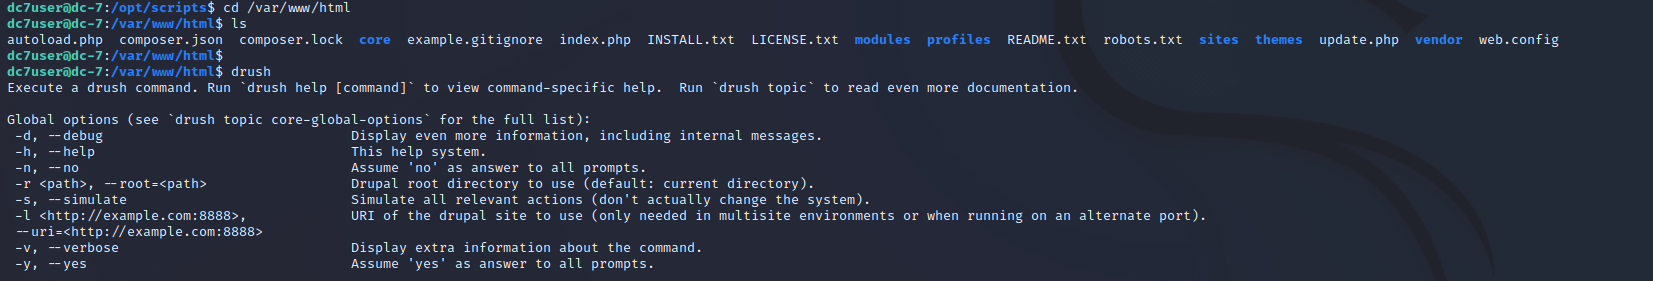 dc7user@dc-7:/opt/scripts$ cd /var/www/html
dc7user@dc-7:/var/www/html$ ls
autoload.php  composer.json  composer.lock  core  example.gitignore  index.php  INSTALL.txt  LICENSE.txt  modules  profiles  README.txt  robots.txt  sites  themes  update.php  vendor  web.config
dc7user@dc-7:/var/www/html$
dc7user@dc-7:/var/www/html$ drush
Execute a drush command. Run `drush help [command]` to view command-specific help.  Run `drush topic` to read even more documentation.
Global options (see `drush topic core-global-options` for the full list):
-d, --debug                               Display even more information, including internal messages.
-h, --help                                This help system.
-n, --no                                  Assume 'no' as answer to all prompts.
-r <path>, --root=<path>                  Drupal root directory to use (default: current directory).
-s, --simulate                            Simulate all relevant actions (don't actually change the system).
-l <http://example.com:8888>,             URI of the drupal site to use (only needed in multisite environments or when running on an alternate port).
--uri=<http://example.com:8888>
-v, --verbose                             Display extra information about the command.
-y, --yes                                 Assume 'yes' as answer to all prompts.